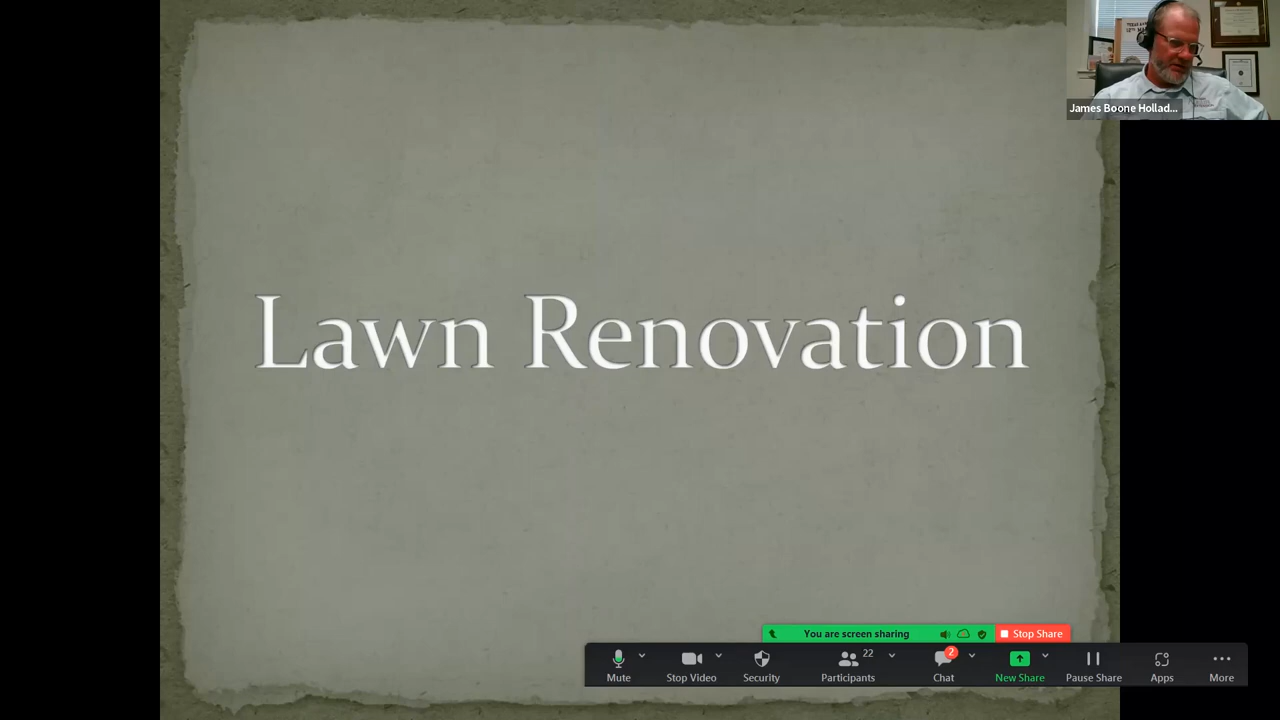 James Boone Hollad...
Lawn Renovation
You are screen sharing
Stop Share
22
2
Mute
Stop Video
Security
Participants
Chat
New Share
Pause Share
Apps
More